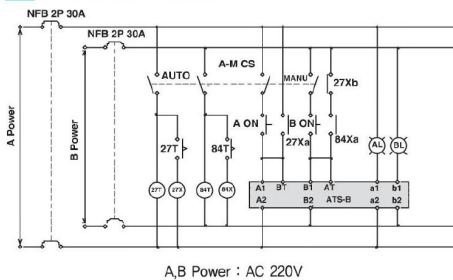 NFB 2P 30A
NFB 2P 30A
A-M CS
AUTO
MANU
27Xb
A Power
B Power
A ON
B ON
27T
84T
27Xa
84Xa
AL
BL
27T
27X
84T
84X
A1 BT B1 AT a1 b1
A2 B2 ATS-B a2 b2
A,B Power : AC 220V